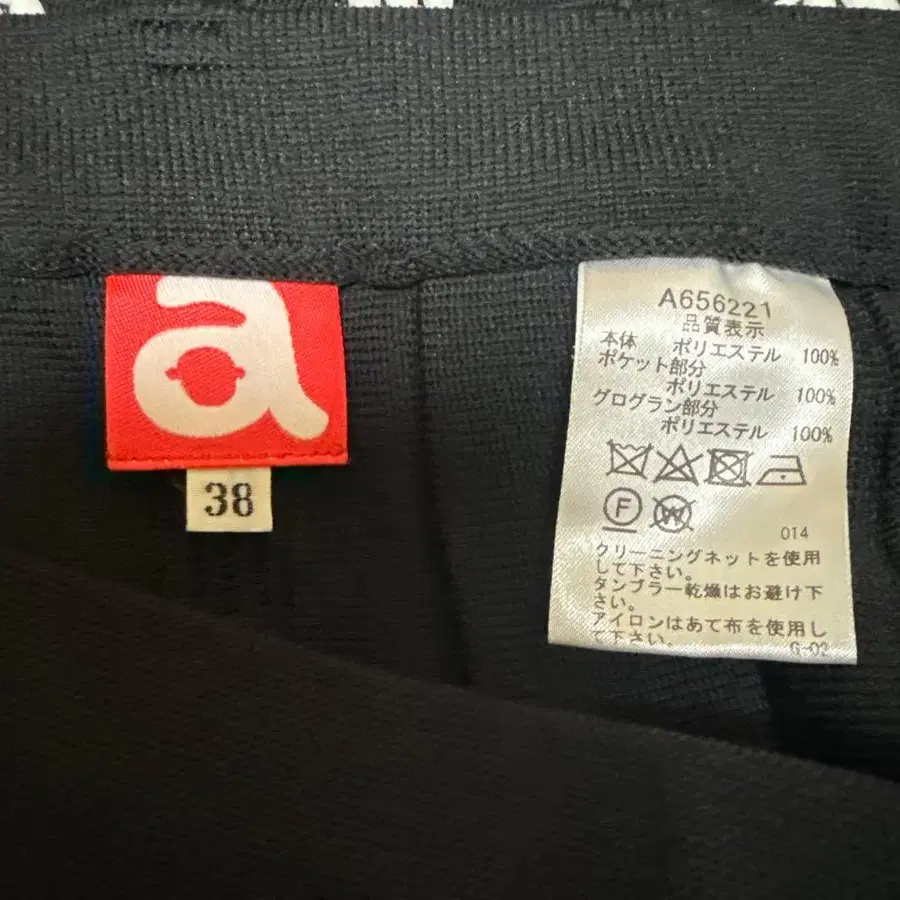 a
38
A656221
品質表示
本体 ポリエステル 100%
ポケット部分
ポリエステル 100%
グログラン部分
ポリエステル 100%
F W
014
クリーニングネットを使用
して下さい。
タンブラー乾燥はお避け下
さい。
アイロンはあて布を使用し
て下さい。
G-02